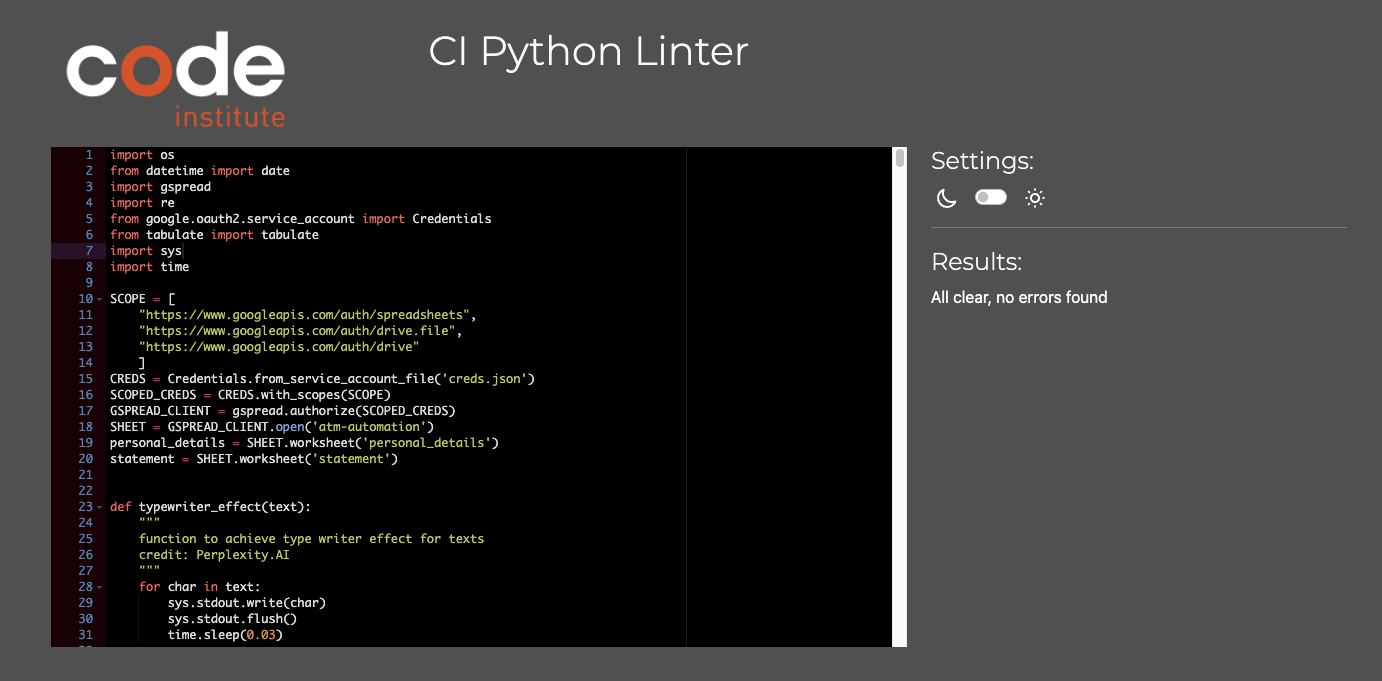 code
institute
CI Python Linter
1 import os
2 from datetime import date
3 import gspread
4 import re
5 from google.oauth2.service_account import Credentials
6 from tabulate import tabulate
7 import sys
8 import time
9
10 SCOPE = [
11     "https://www.googleapis.com/auth/spreadsheets",
12     "https://www.googleapis.com/auth/drive.file",
13     "https://www.googleapis.com/auth/drive"
14     ]
15 CREDS = Credentials.from_service_account_file('creds.json')
16 SCOPED_CREDS = CREDS.with_scopes(SCOPE)
17 GSPREAD_CLIENT = gspread.authorize(SCOPED_CREDS)
18 SHEET = GSPREAD_CLIENT.open('atm-automation')
19 personal_details = SHEET.worksheet('personal_details')
20 statement = SHEET.worksheet('statement')
21
22
23 def typewriter_effect(text):
24     """
25     function to achieve type writer effect for texts
26     credit: Perplexity.AI
27     """
28     for char in text:
29         sys.stdout.write(char)
30         sys.stdout.flush()
31         time.sleep(0.03)
Settings:
Results:
All clear, no errors found